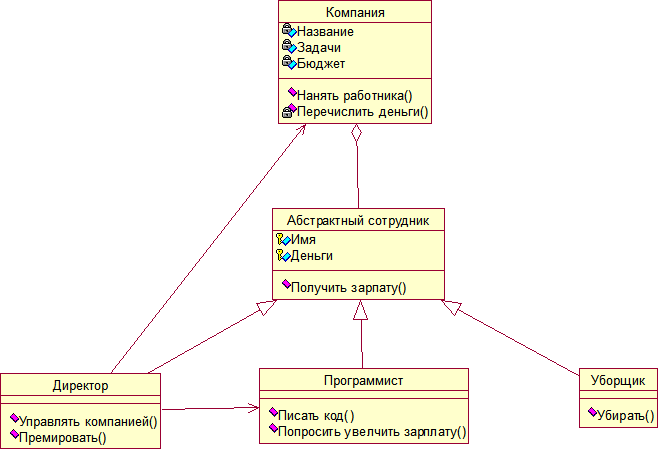 Компания
Название
Задачи
Бюджет
Нанять работника()
Перечислить деньги()
Абстрактный сотрудник
Имя
Деньги
Получить зарпату()
Директор
Управлять компанией()
Премировать()
Программист
Писать код()
Попросить увелчить зарплату()
Уборщик
Убирать()